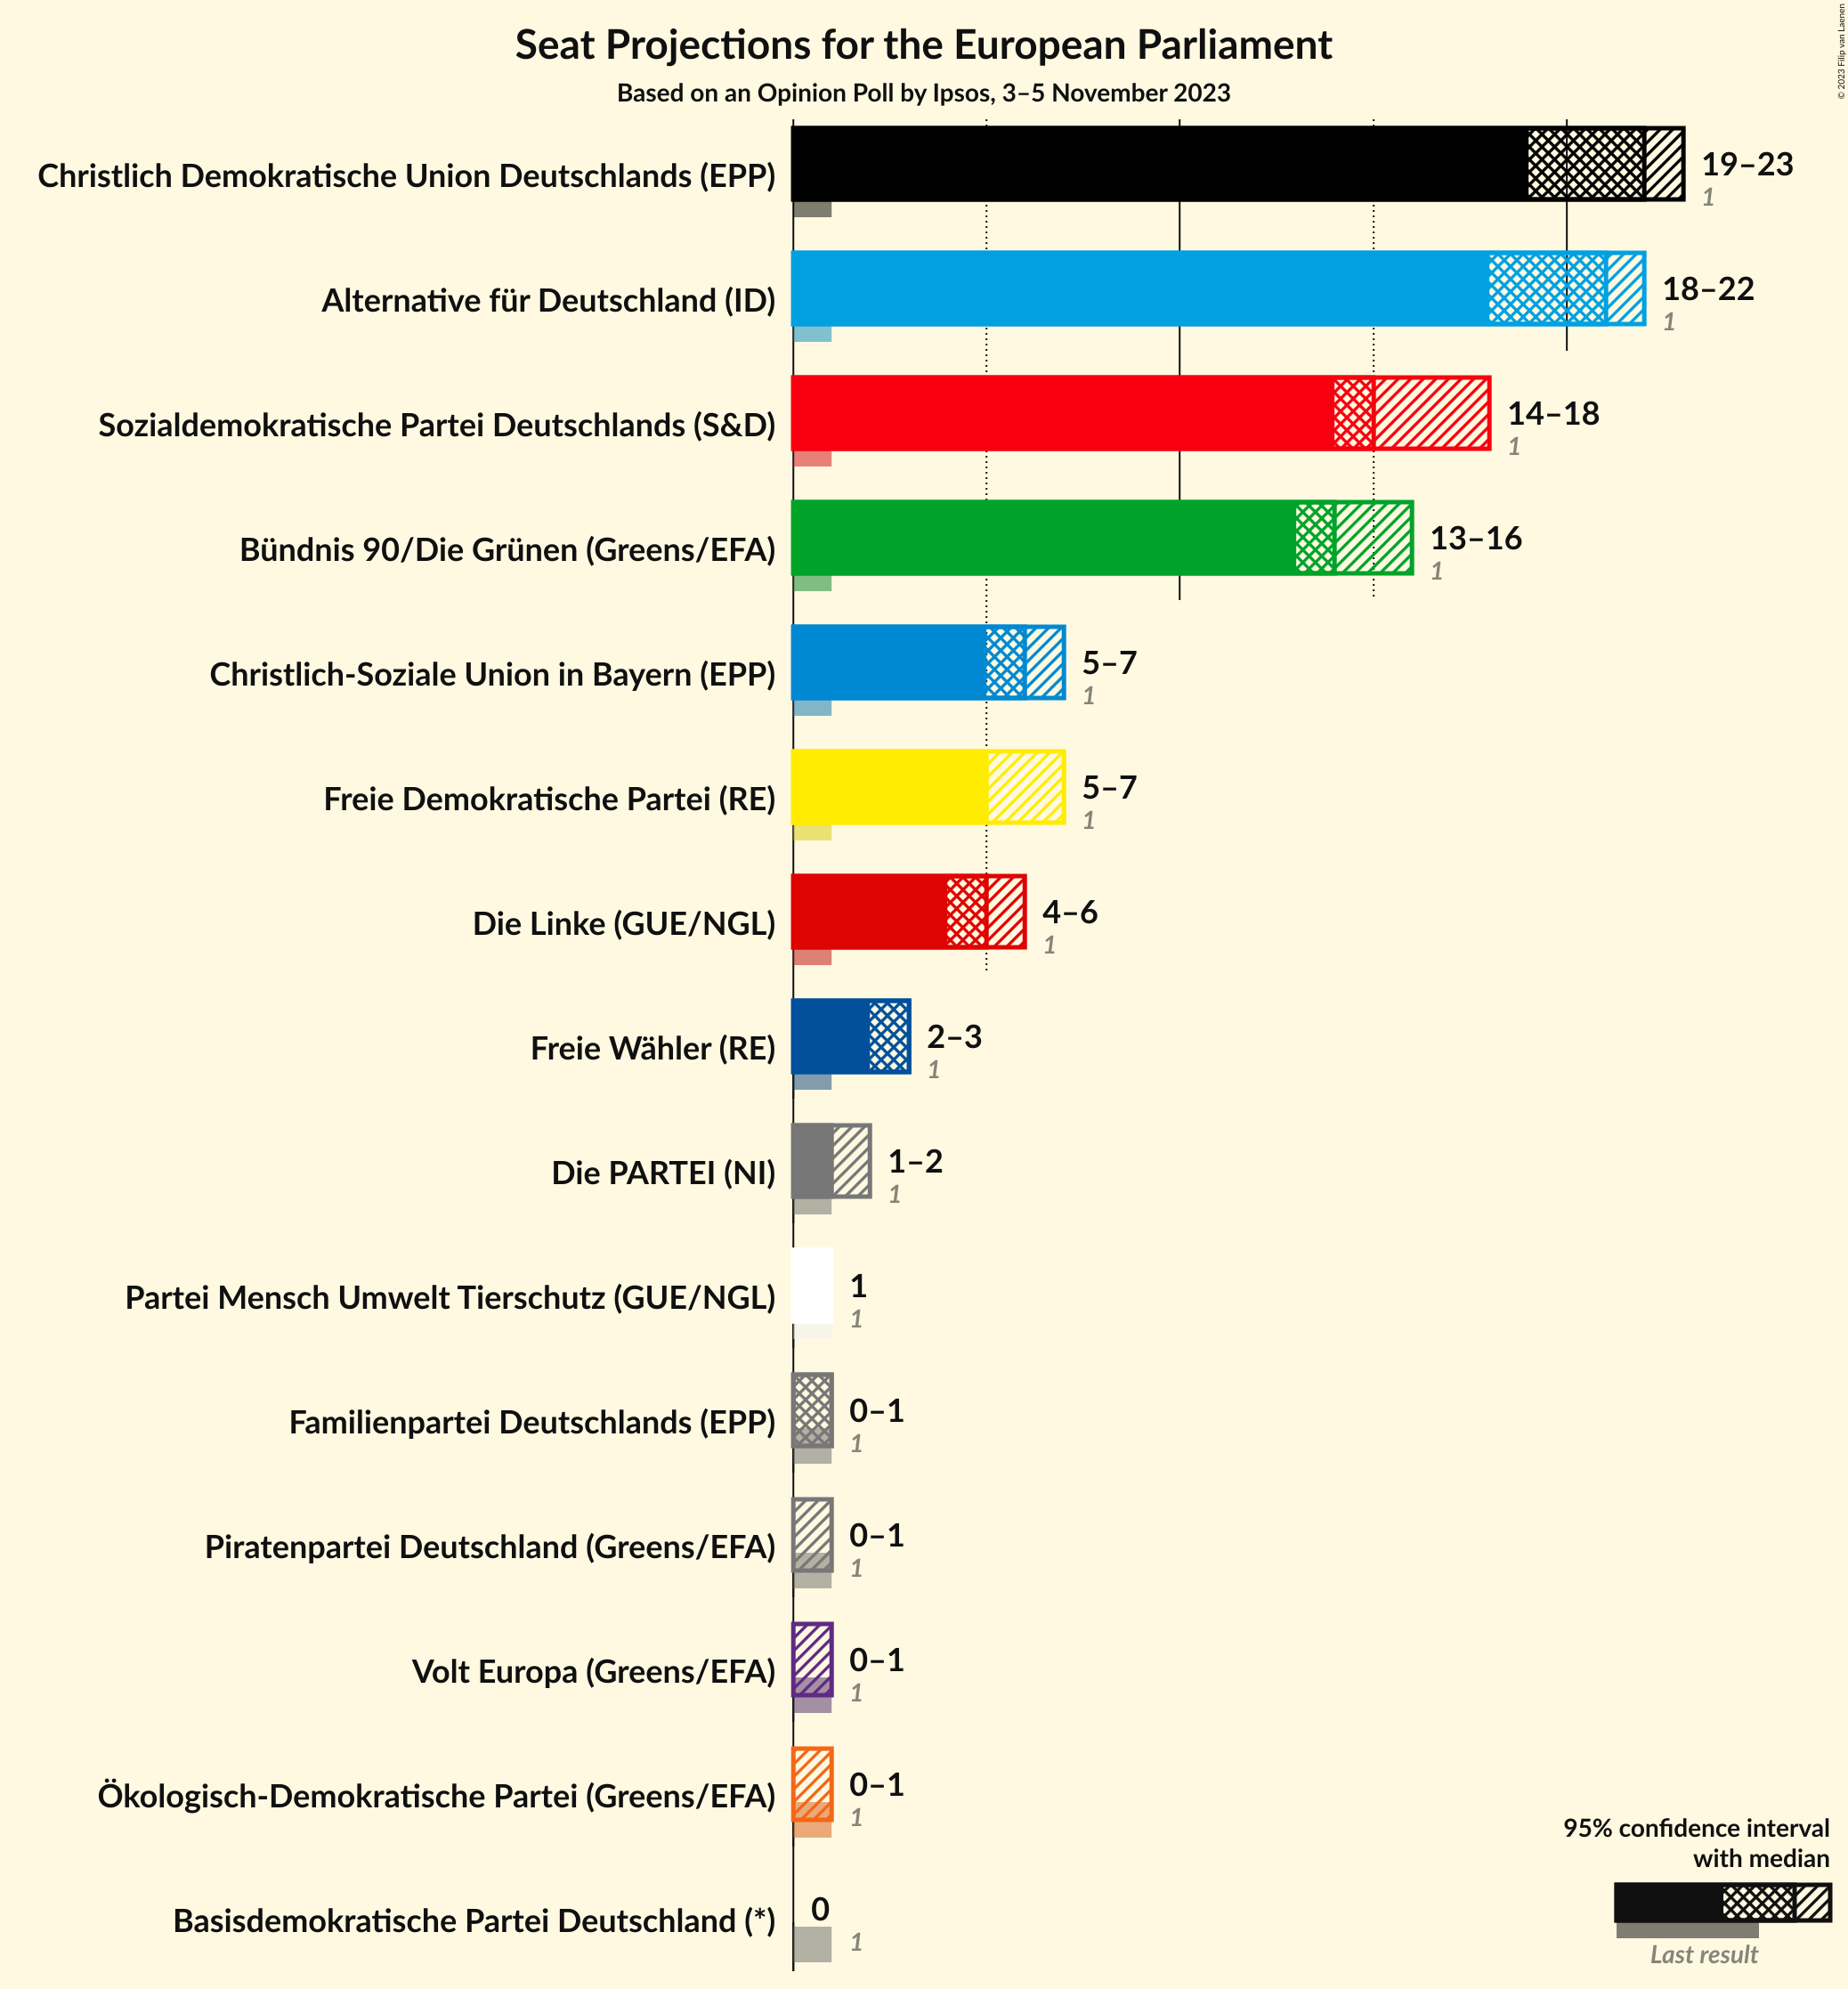 Seat Projections for the European Parliament
Based on an Opinion Poll by Ipsos, 3–5 November 2023
© 2023 Filip van Laenen
Christlich Demokratische Union Deutschlands (EPP)
19–23
1
Alternative für Deutschland (ID)
18–22
1
Sozialdemokratische Partei Deutschlands (S&D)
14–18
1
Bündnis 90/Die Grünen (Greens/EFA)
13–16
1
Christlich-Soziale Union in Bayern (EPP)
5–7
1
Freie Demokratische Partei (RE)
5–7
1
Die Linke (GUE/NGL)
4–6
1
Freie Wähler (RE)
2–3
1
Die PARTEI (NI)
1–2
1
Partei Mensch Umwelt Tierschutz (GUE/NGL)
1
1
Familienpartei Deutschlands (EPP)
0–1
1
Piratenpartei Deutschland (Greens/EFA)
0–1
1
Volt Europa (Greens/EFA)
0–1
1
Ökologisch-Demokratische Partei (Greens/EFA)
0–1
1
Basisdemokratische Partei Deutschland (*)
0
1
95% confidence interval
with median
Last result